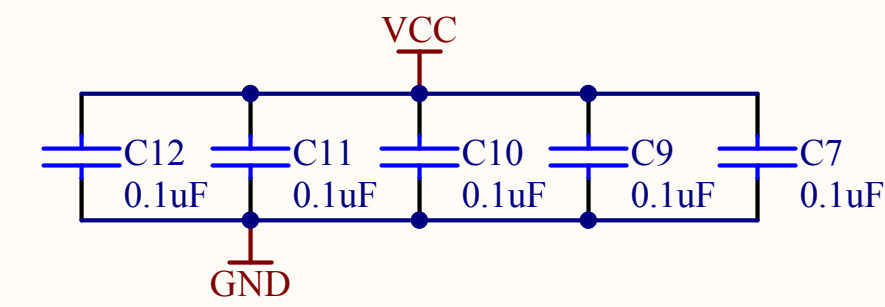 VCC
C12 C11 C10 C9 C7
0.1uF 0.1uF 0.1uF 0.1uF 0.1uF
GND